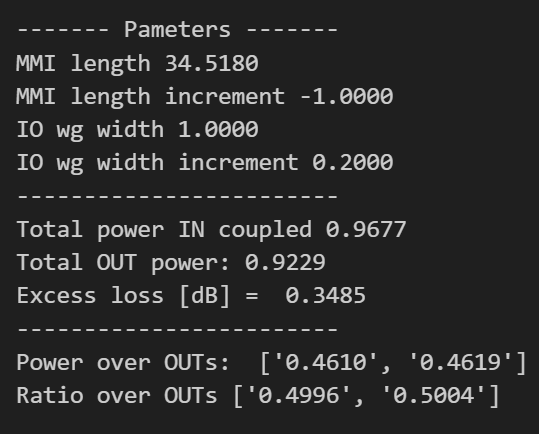 ------- Pameters -------
MMI length 34.5180
MMI length increment -1.0000
IO wg width 1.0000
IO wg width increment 0.2000
------------------------
Total power IN coupled 0.9677
Total OUT power: 0.9229
Excess loss [dB] =  0.3485
------------------------
Power over OUTs:  ['0.4610', '0.4619']
Ratio over OUTs ['0.4996', '0.5004']